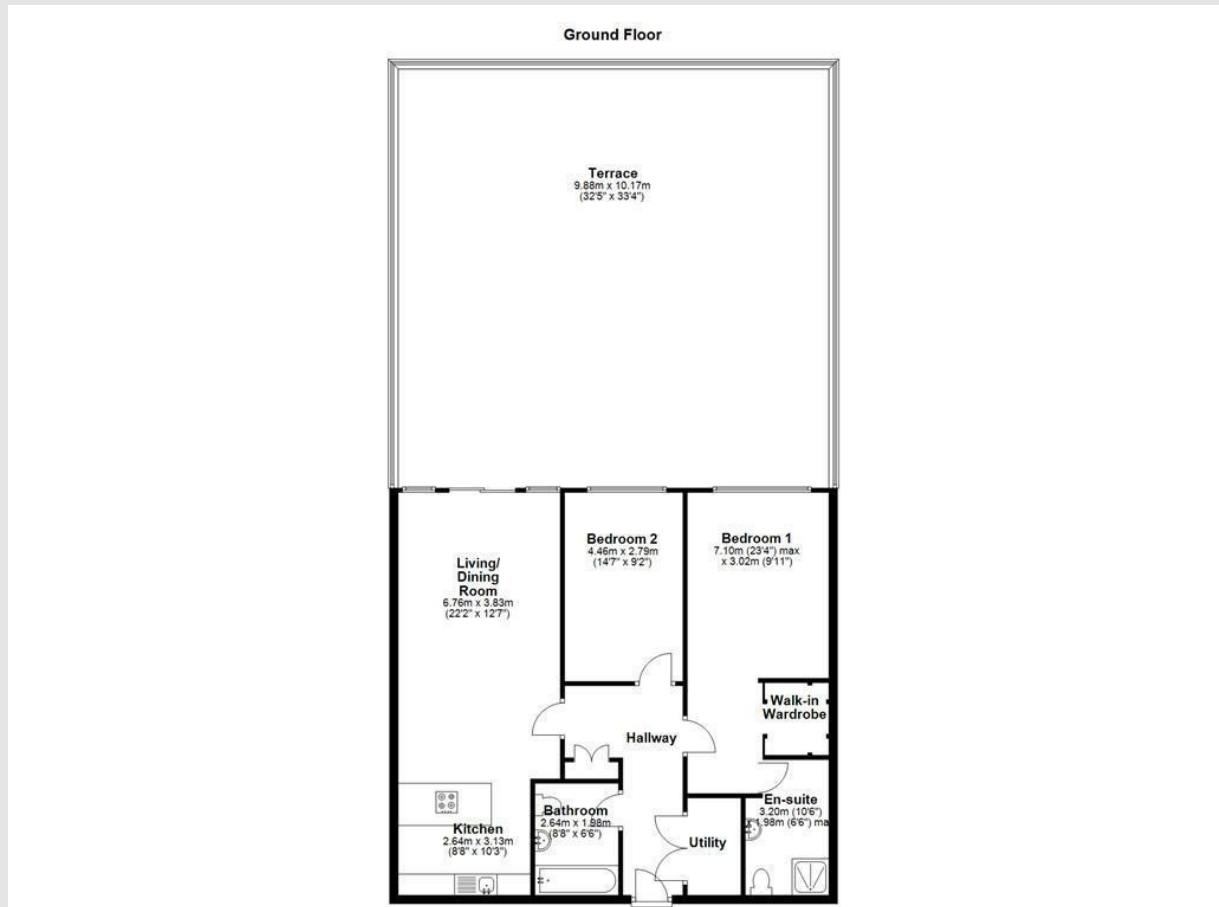 Ground Floor
Terrace
9.88m x 10.17m
(32'5" x 33'4")
Bedroom 2
4.46m x 2.79m
(14'7" x 9'2")
Bedroom 1
7.10m (23'4") max
x 3.02m (9'11")
Living/
Dining
Room
6.76m x 3.83m
(22'2" x 12'7")
Walk-in
Wardrobe
Hallway
Kitchen
2.64m x 3.13m
(8'8" x 10'3")
Bathroom
2.64m x 1.98m
(8'8" x 6'6")
Utility
En-suite
3.20m (10'6")
x 1.98m (6'6") ma